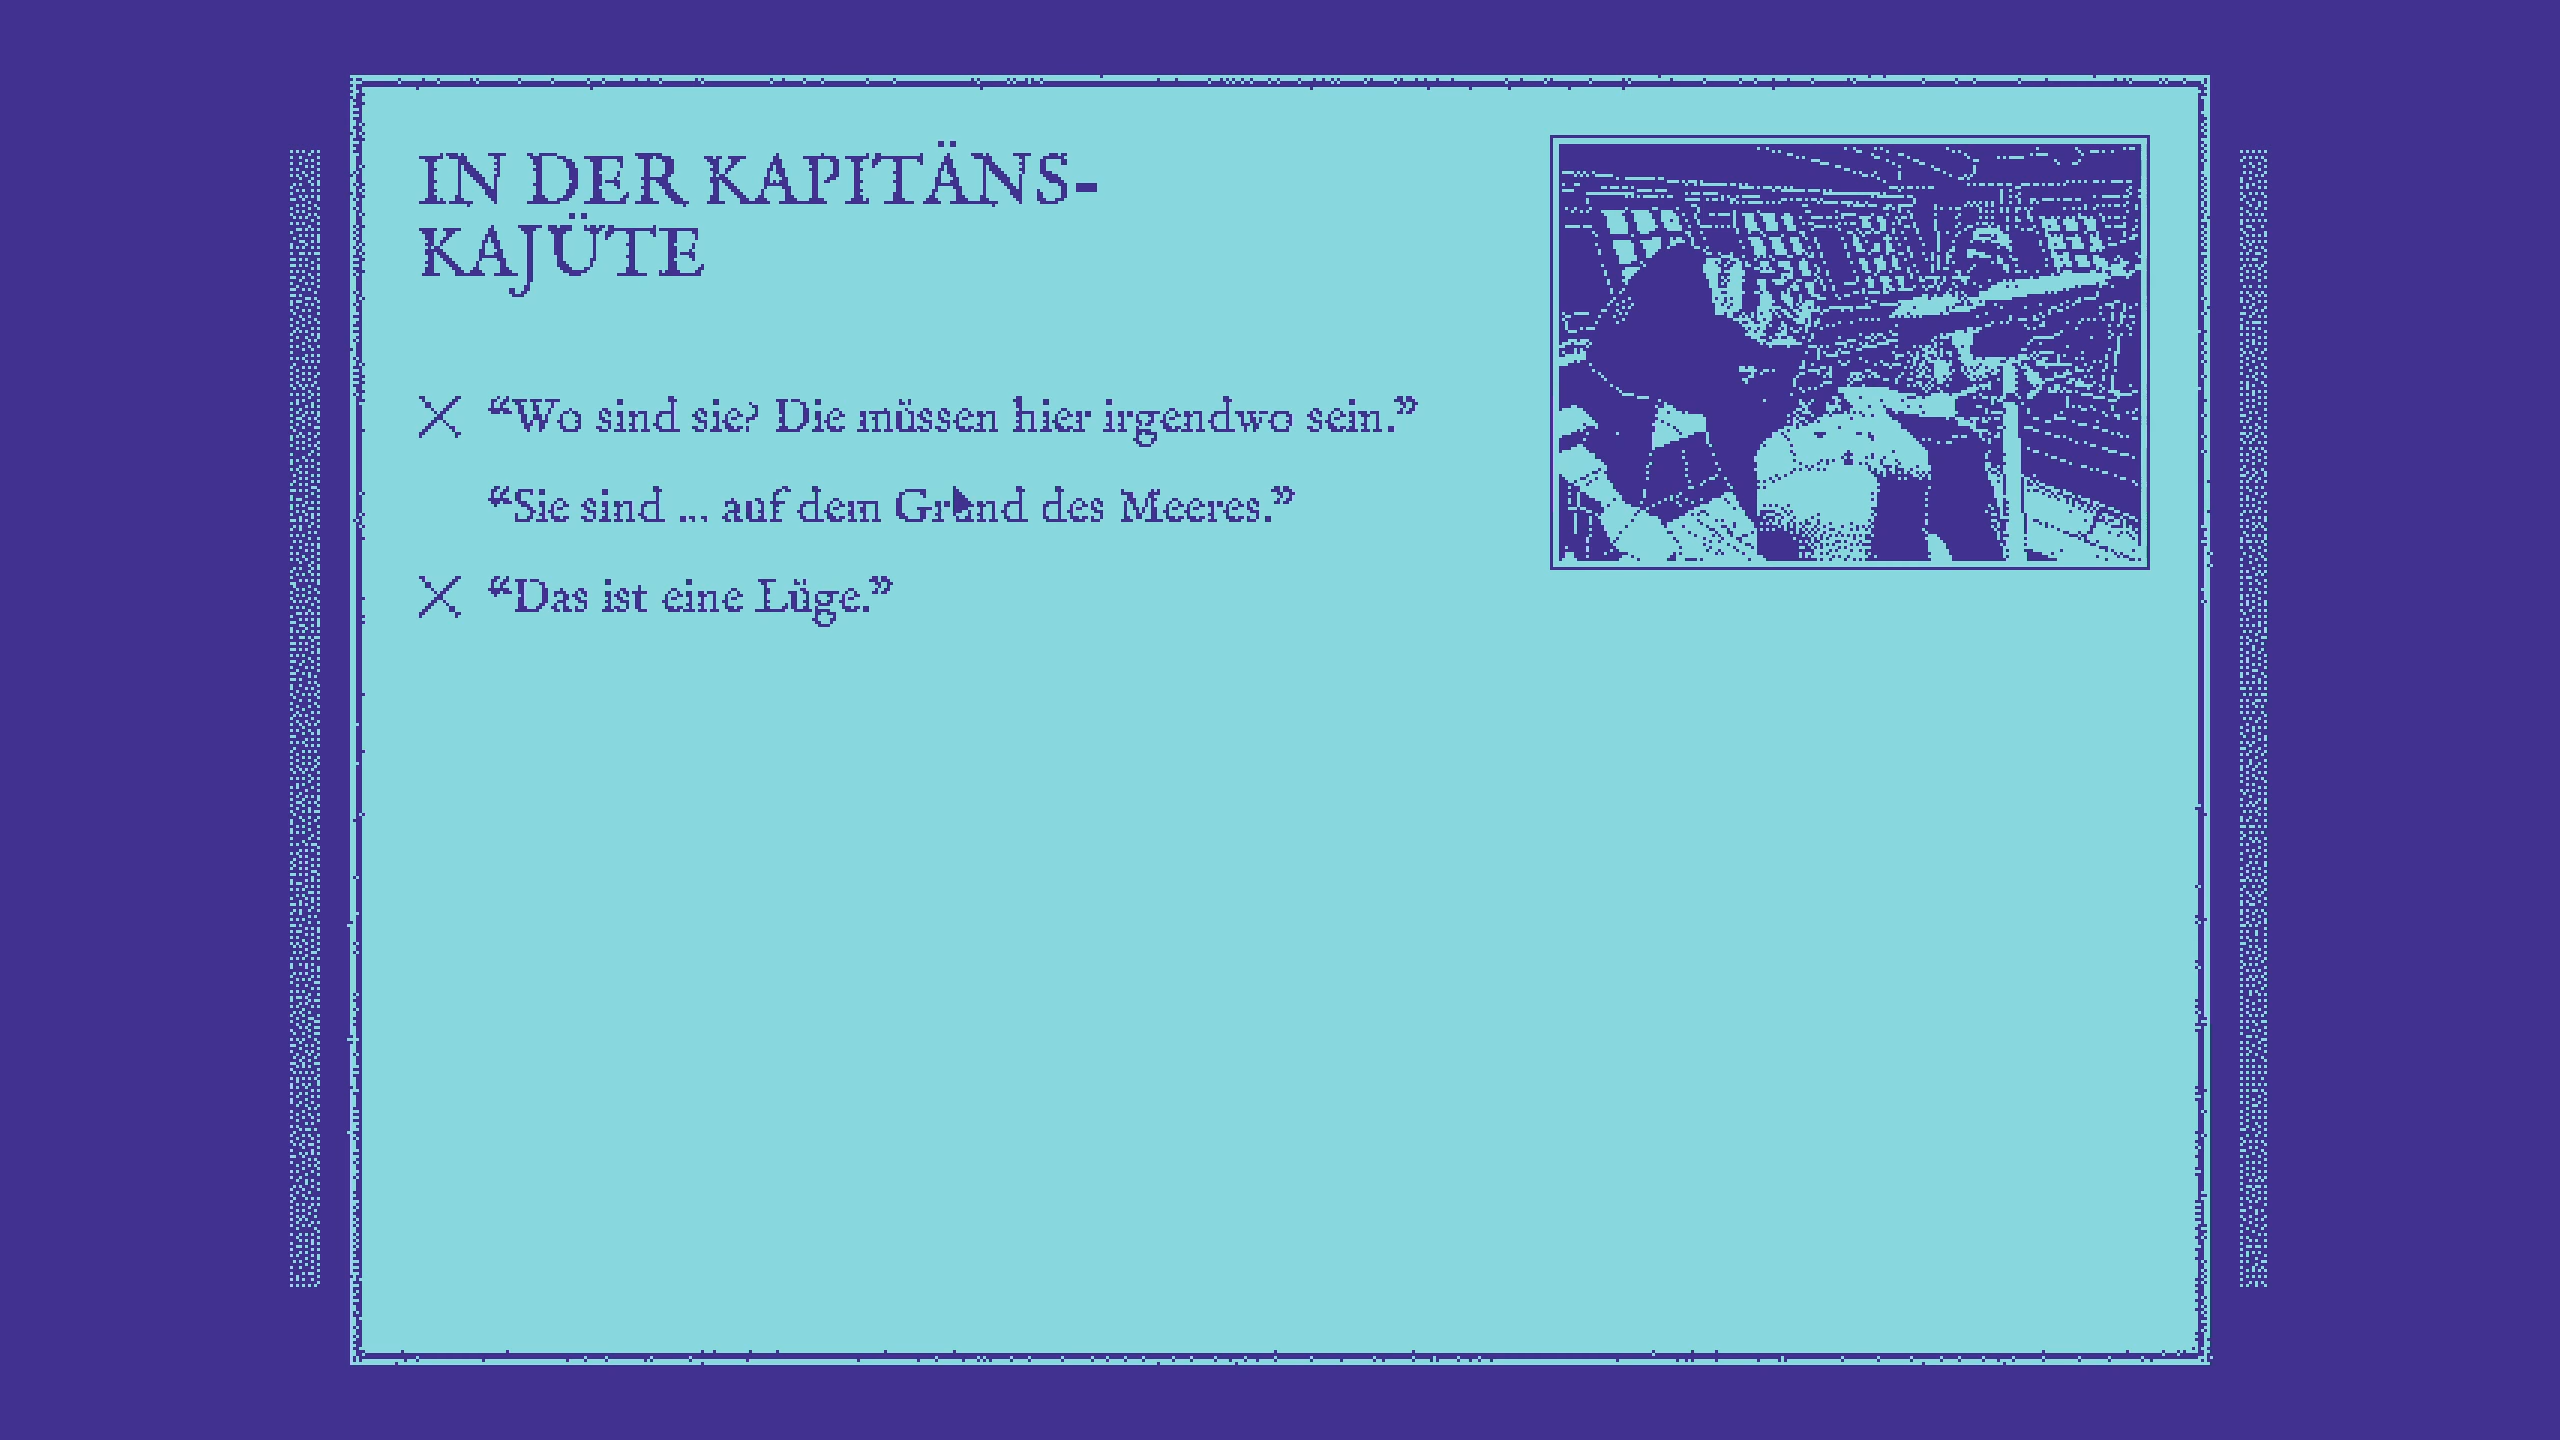 IN DER KAPITÄNS-
KAJÜTE
“Wo sind sie? Die müssen hier irgendwo sein.”
“Sie sind ... auf dem Grund des Meeres.”
“Das ist eine Lüge.”